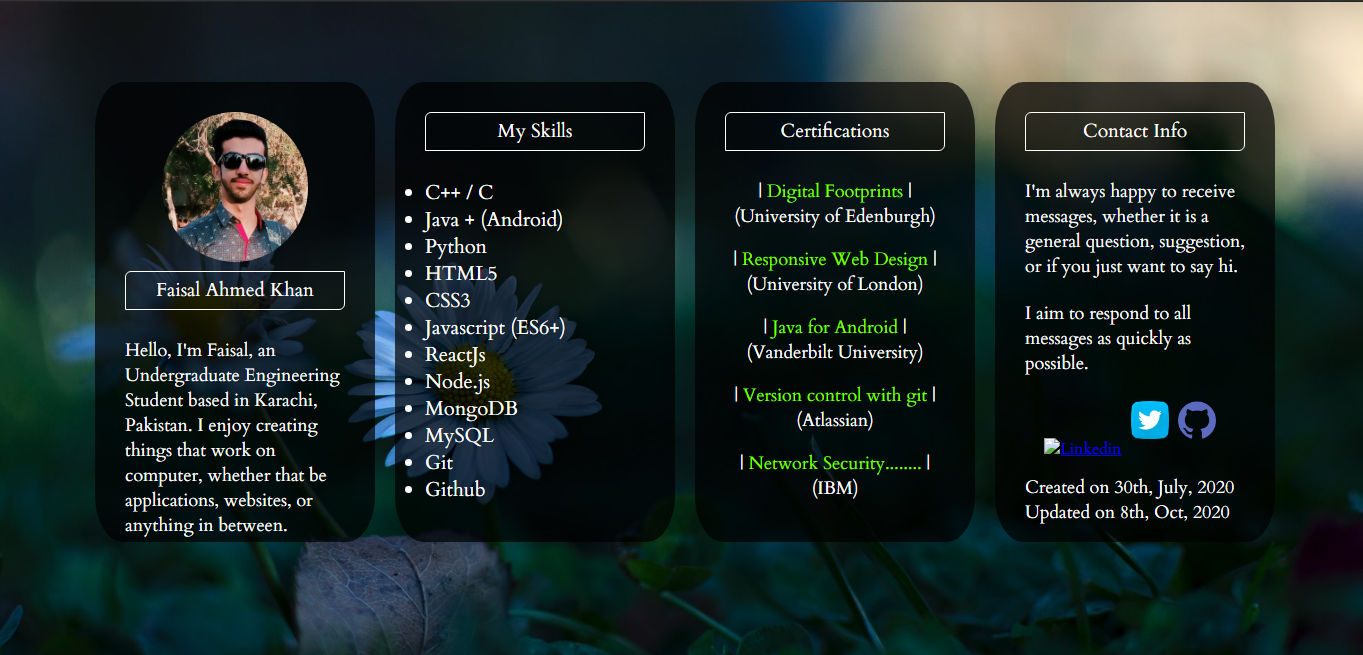 Faisal Ahmed Khan
Hello, I'm Faisal, an
Undergraduate Engineering
Student based in Karachi,
Pakistan. I enjoy creating
things that work on
computer, whether that be
applications, websites, or
anything in between.
My Skills
C++ / C
Java + (Android)
Python
HTML5
CSS3
Javascript (ES6+)
ReactJs
Node.js
MongoDB
MySQL
Git
Github
Certifications
| Digital Footprints |
(University of Edenburgh)
| Responsive Web Design |
(University of London)
| Java for Android |
(Vanderbilt University)
| Version control with git |
(Atlassian)
| Network Security........ |
(IBM)
Contact Info
I'm always happy to receive
messages, whether it is a
general question, suggestion,
or if you just want to say hi.
I aim to respond to all
messages as quickly as
possible.
Linkedin
Created on 30th, July, 2020
Updated on 8th, Oct, 2020